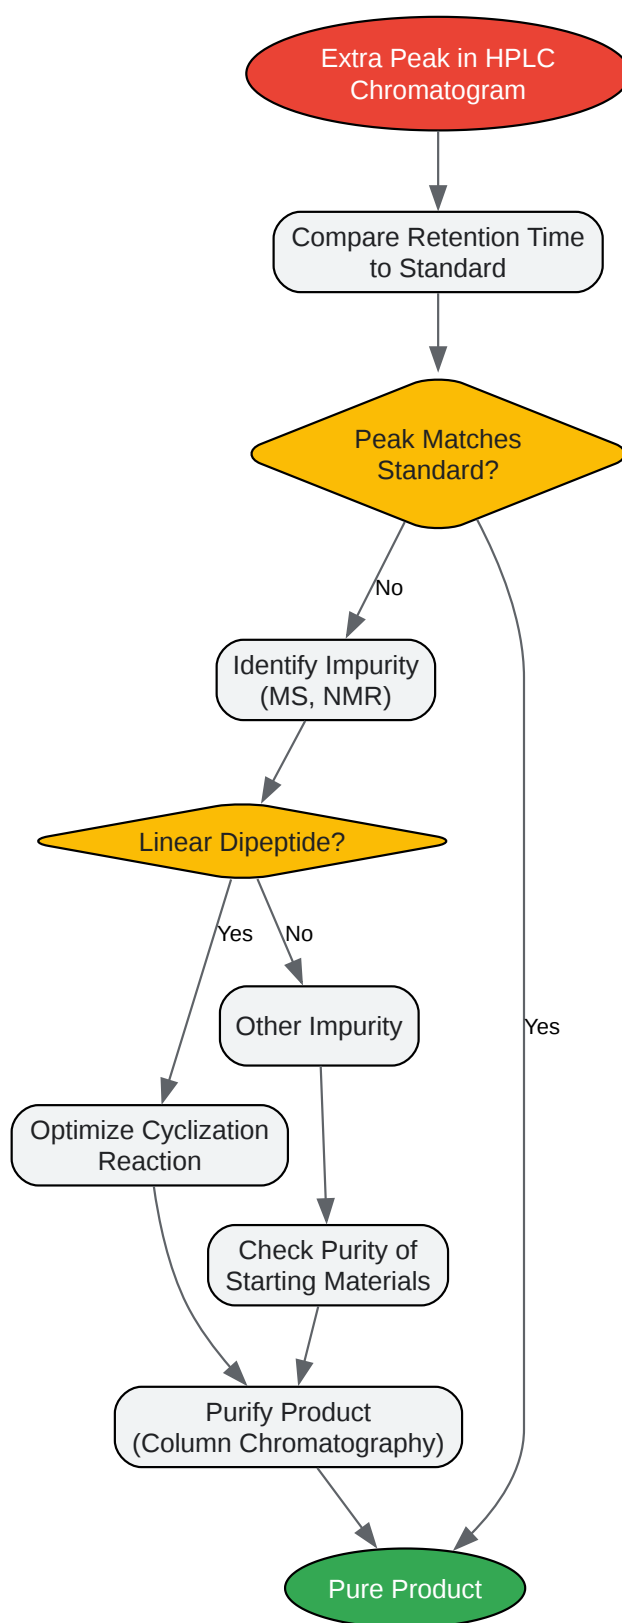 Extra Peak in HPLC
Chromatogram
Compare Retention Time
to Standard
Peak Matches
Standard?
No
Identify Impurity
(MS, NMR)
Linear Dipeptide?
Yes
No
Other Impurity
Yes
Optimize Cyclization
Reaction
Check Purity of
Starting Materials
Purify Product
(Column Chromatography)
Pure Product